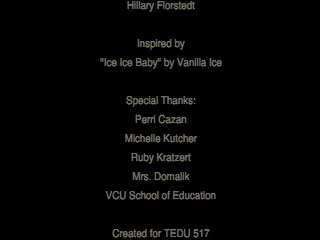 Hillary Florstedt
Inspired by
"Ice Ice Baby" by Vanilla Ice
Special Thanks:
Perri Cazan
Michelle Kutcher
Ruby Kratzert
Mrs. Domalik
VCU School of Education
Created for TEDU 517